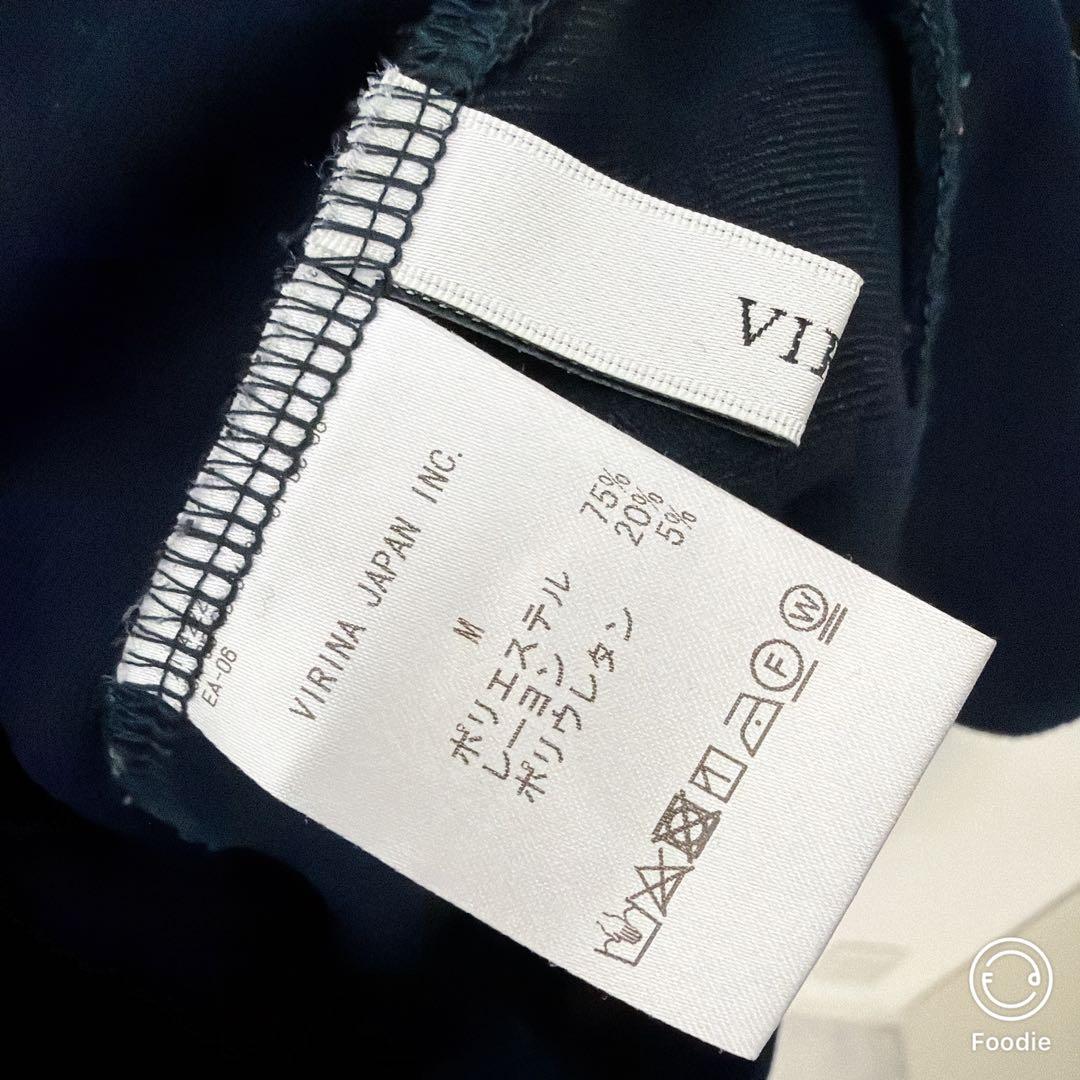 VIRINA JAPAN INC.
M
ポリエステル 75%
レーヨン 20%
ポリウレタン 5%
EA-06
F
W
Foodie